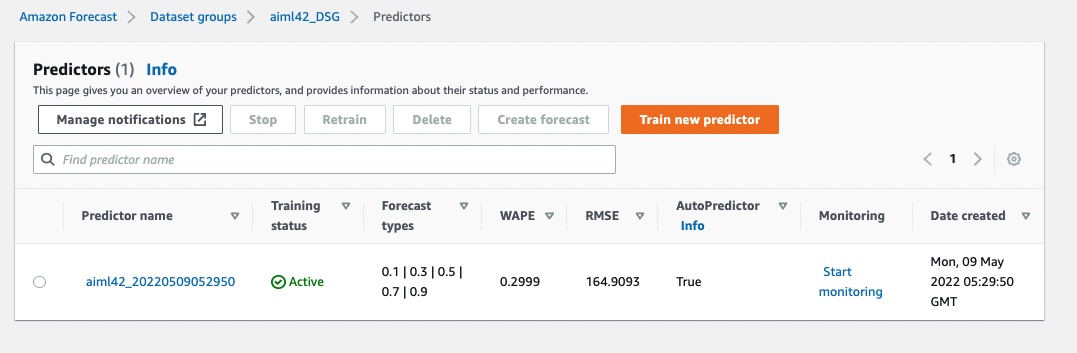 Amazon Forecast > Dataset groups > aiml42_DSG > Predictors
Predictors (1) Info
This page gives you an overview of your predictors, and provides information about their status and performance.
Manage notifications Stop Retrain Delete Create forecast Train new predictor
Find predictor name
1
Predictor name
Training
status
Forecast
types
WAPE
RMSE
AutoPredictor
Info
Monitoring
Date created
aiml42_20220509052950
Active
0.1 | 0.3 | 0.5 |
0.7 | 0.9
0.2999
164.9093
True
Start
monitoring
Mon, 09 May
2022 05:29:50
GMT